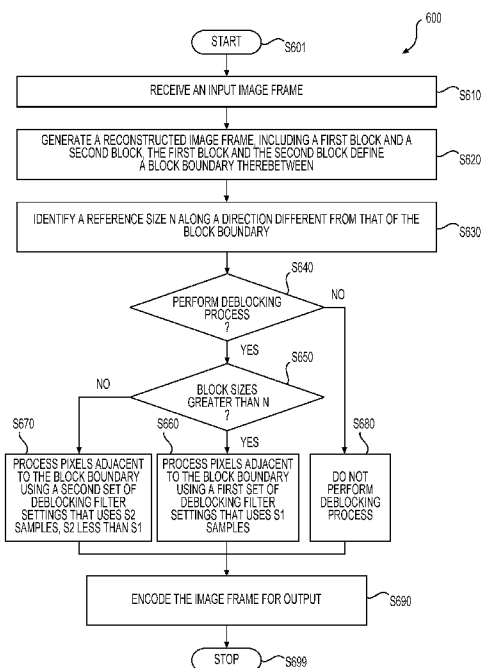 600
START
S601
RECEIVE AN INPUT IMAGE FRAME
S610
GENERATE A RECONSTRUCTED IMAGE FRAME, INCLUDING A FIRST BLOCK AND A
SECOND BLOCK, THE FIRST BLOCK AND THE SECOND BLOCK DEFINE
A BLOCK BOUNDARY THEREBETWEEN
S620
IDENTIFY A REFERENCE SIZE N ALONG A DIRECTION DIFFERENT FROM THAT OF THE
BLOCK BOUNDARY
S630
S640
PERFORM DEBLOCKING
PROCESS
?
NO
YES
S650
BLOCK SIZES
GREATER THAN N
?
NO
YES
S670
PROCESS PIXELS ADJACENT
TO THE BLOCK BOUNDARY
USING A SECOND SET OF
DEBLOCKING FILTER
SETTINGS THAT USES S2
SAMPLES, S2 LESS THAN S1
S660
PROCESS PIXELS ADJACENT
TO THE BLOCK BOUNDARY
USING A FIRST SET OF
DEBLOCKING FILTER
SETTINGS THAT USES S1
SAMPLES
S680
DO NOT
PERFORM
DEBLOCKING
PROCESS
ENCODE THE IMAGE FRAME FOR OUTPUT
S690
STOP
S699